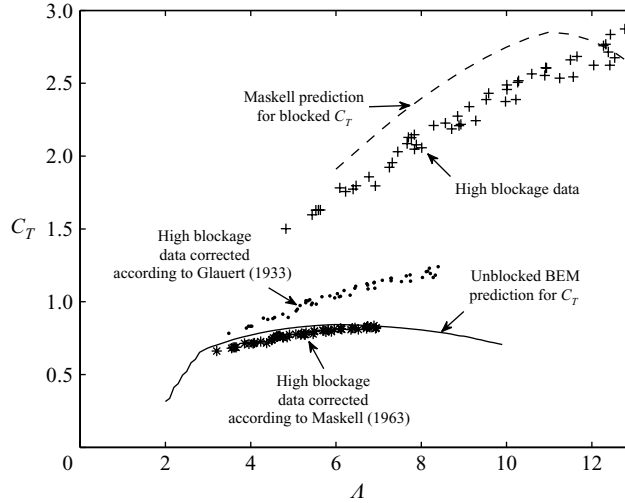 3.0
2.5
2.0
1.5
1.0
0.5
0
C_T
Maskell prediction
for blocked C_T
High blockage data
High blockage
data corrected
according to Glauert (1933)
Unblocked BEM
prediction for C_T
High blockage
data corrected
according to Maskell (1963)
2 4 6 8 10 12
Λ